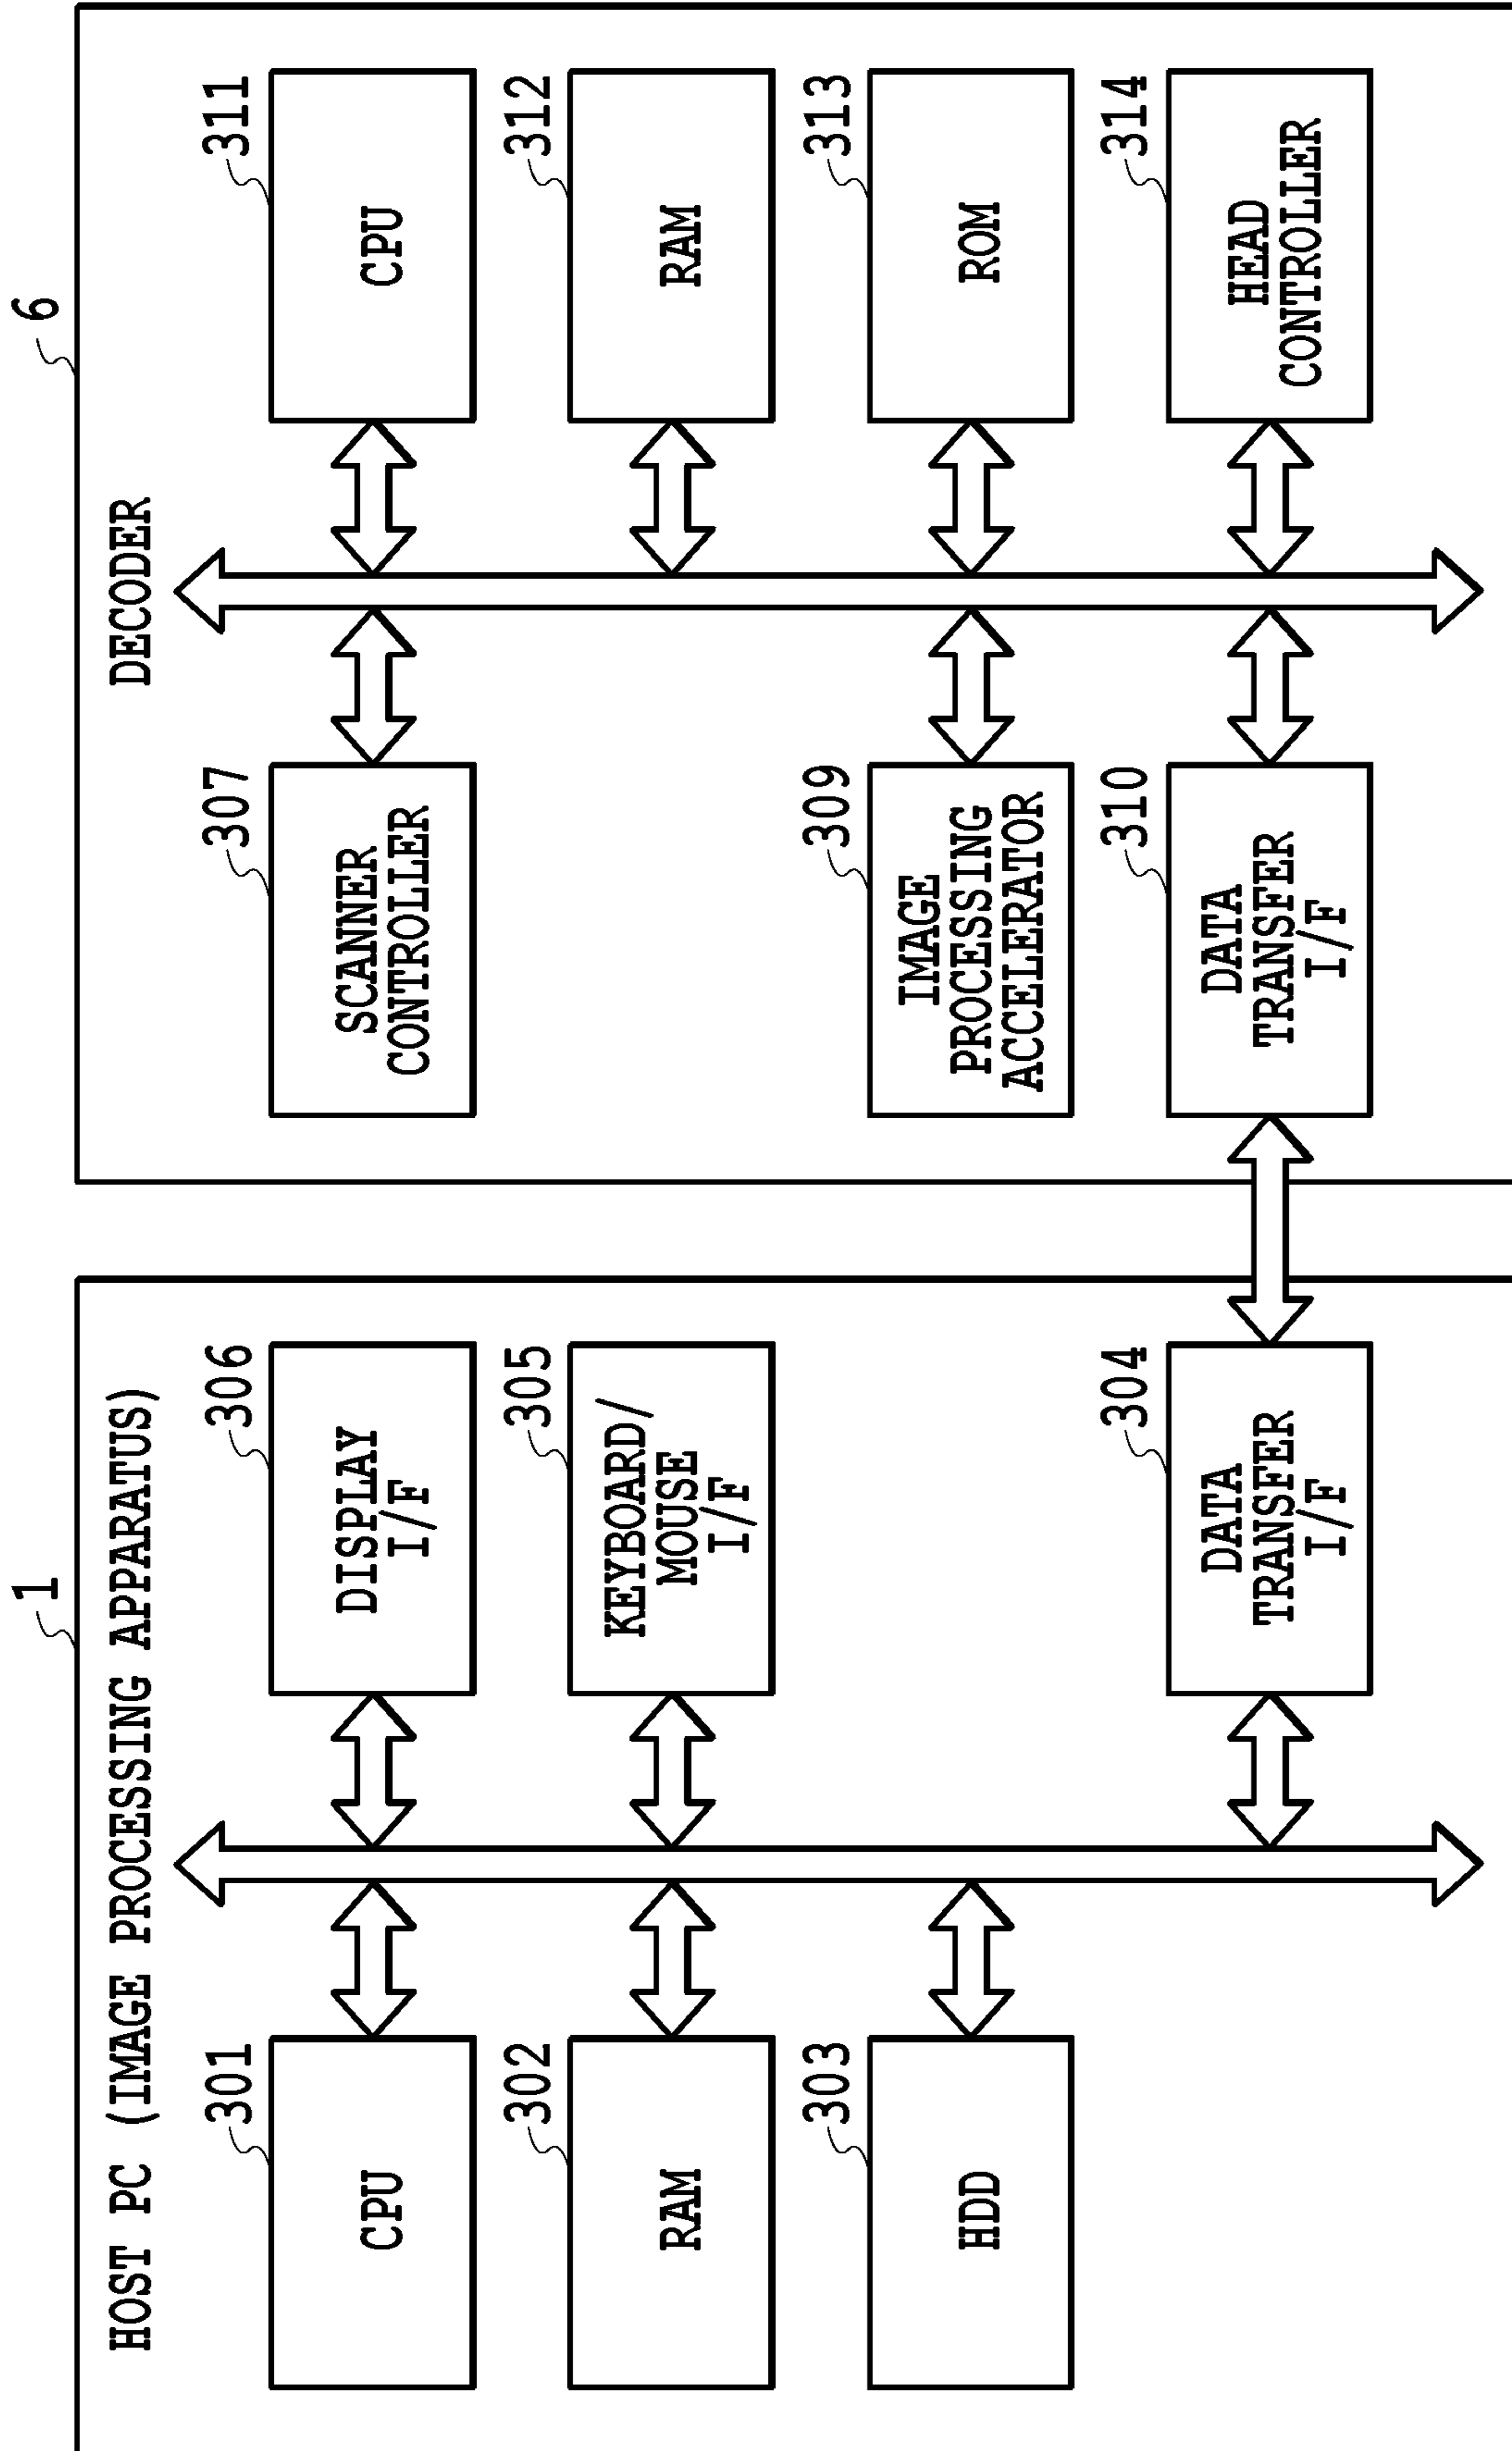 1
HOST PC (IMAGE PROCESSING APPARATUS)
301
CPU
306
DISPLAY
I/F
302
RAM
305
KEYBOARD/
MOUSE
I/F
303
HDD
304
DATA
TRANSFER
I/F
6
DECODER
307
SCANNER
CONTROLLER
311
CPU
312
RAM
309
IMAGE
PROCESSING
ACCELERATOR
313
ROM
310
DATA
TRANSFER
I/F
314
HEAD
CONTROLLER